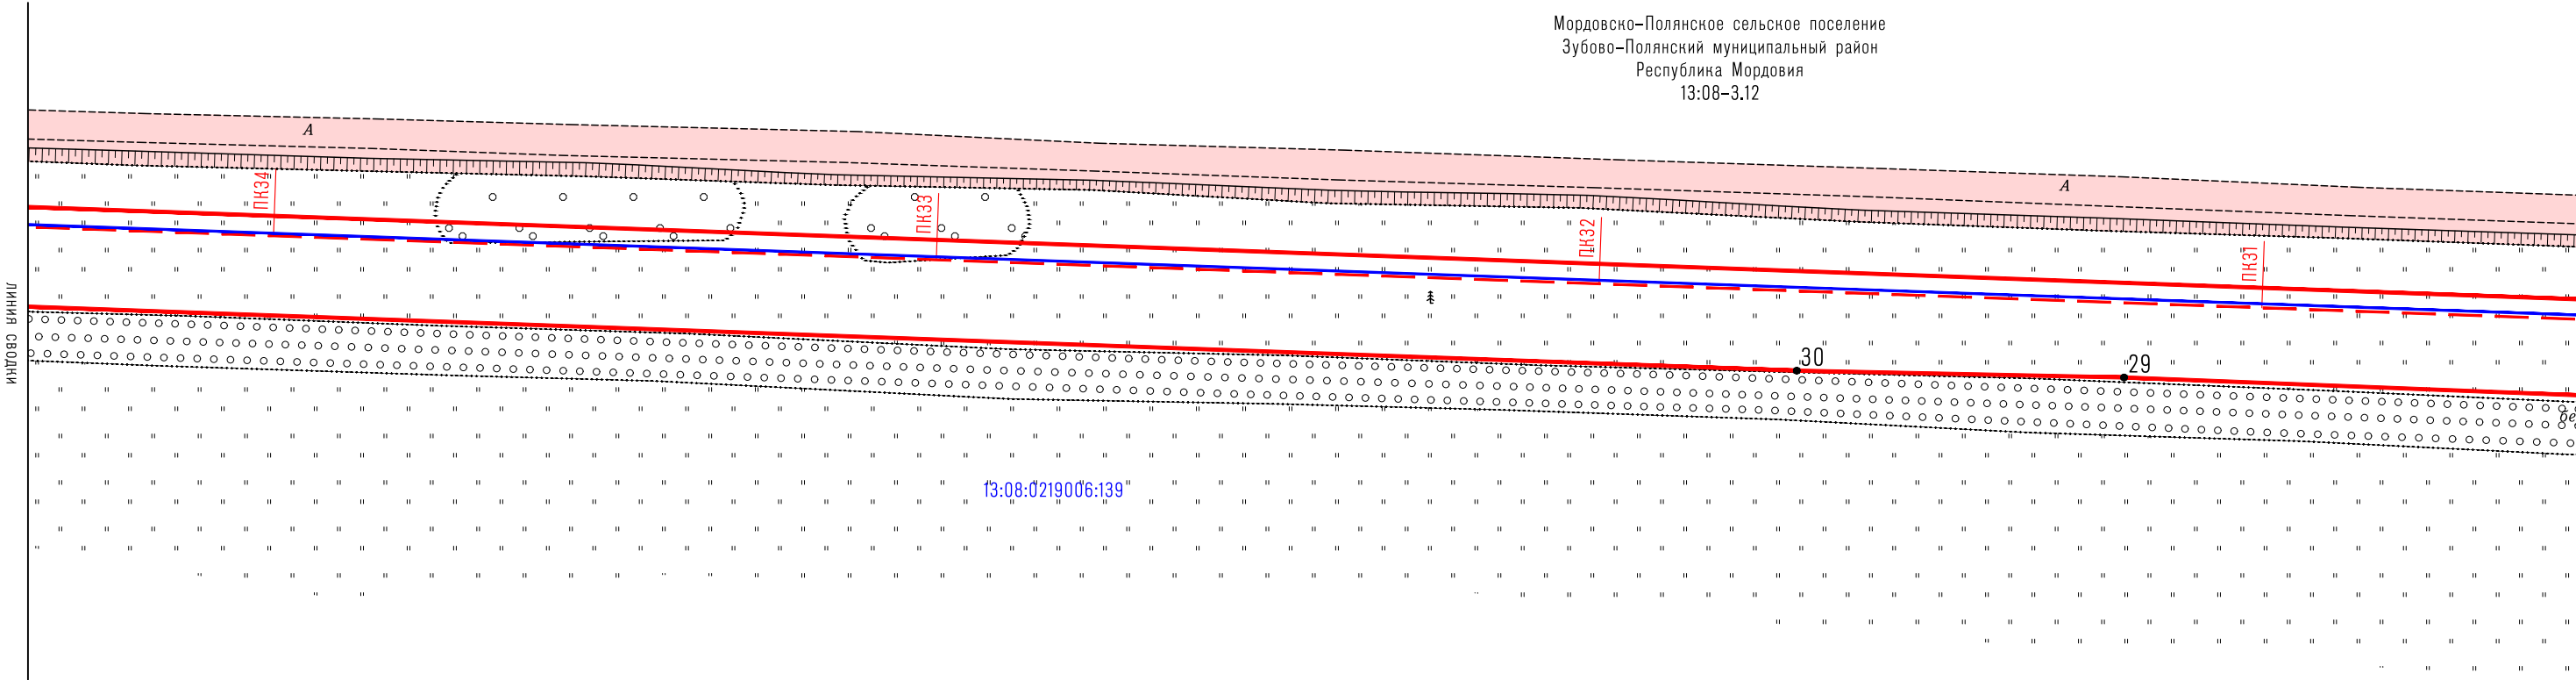 Мордовско-Полянское сельское поселение
Зубово-Полянский муниципальный район
Республика Мордовия
13:08-3.12
А
А
ПК34
ПК33
ПК32
ПК31
линия сводки
30
29
бе
13:08:0219006:139